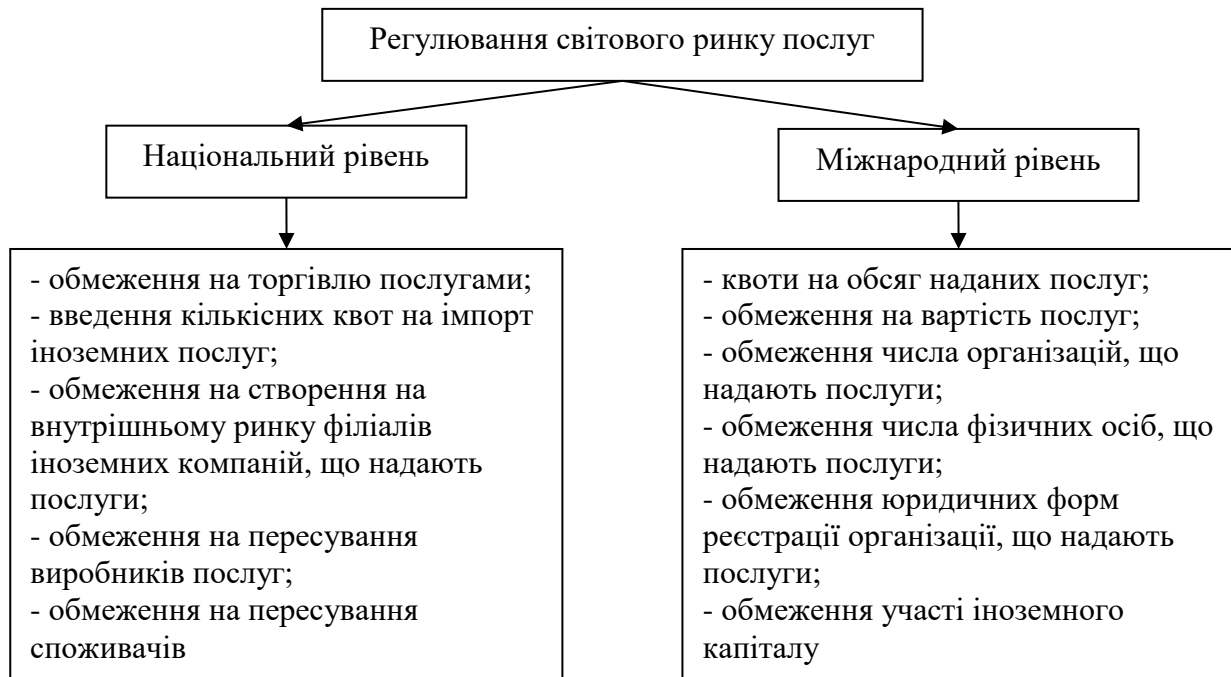 Регулювання світового ринку послуг
Національний рівень
Міжнародний рівень
- обмеження на торгівлю послугами;
- введення кількісних квот на імпорт
іноземних послуг;
- обмеження на створення на
внутрішньому ринку філіалів
іноземних компаній, що надають
послуги;
- обмеження на пересування
виробників послуг;
- обмеження на пересування
споживачів
- квоти на обсяг наданих послуг;
- обмеження на вартість послуг;
- обмеження числа організацій, що
надають послуги;
- обмеження числа фізичних осіб, що
надають послуги;
- обмеження юридичних форм
реєстрації організації, що надають
послуги;
- обмеження участі іноземного
капіталу